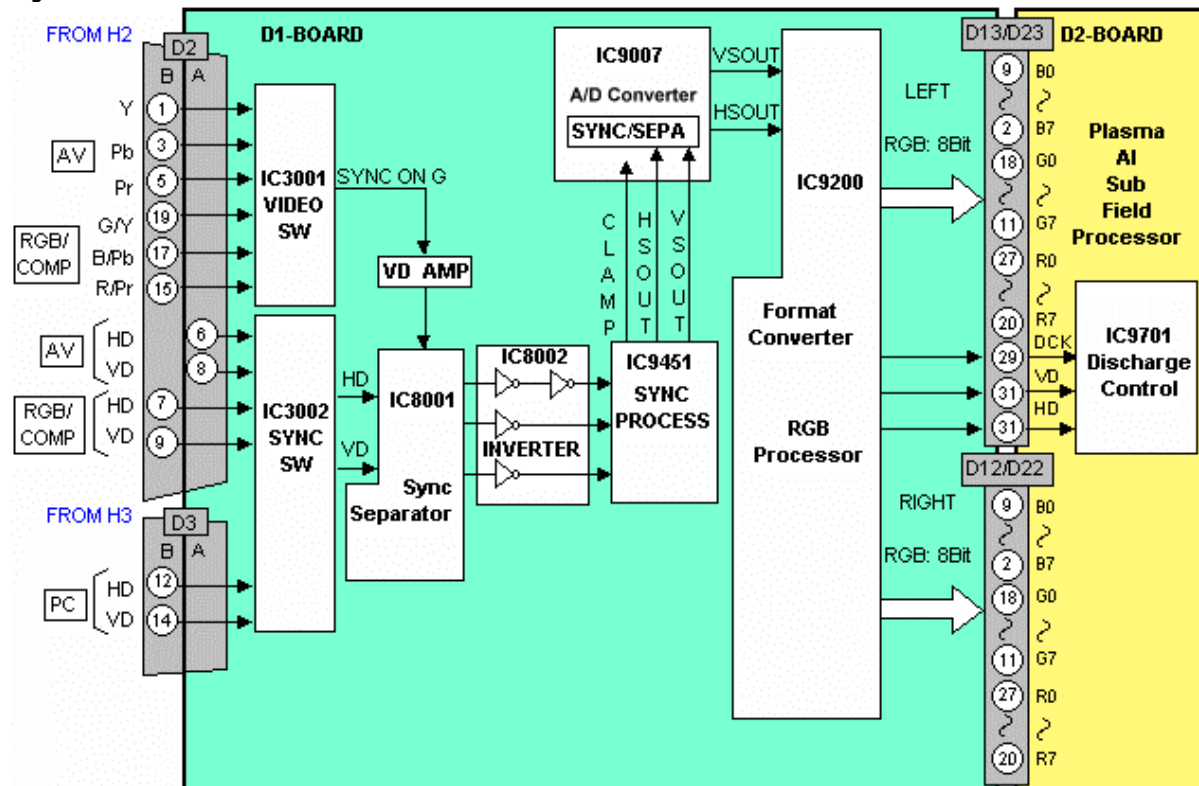 FROM H2
D2
B A
Y 1
AV
Pb 3
Pr 5
G/Y 19
RGB/
COMP
B/Pb 17
R/Pr 15
AV
HD 6
VD 8
RGB/
COMP
HD 7
VD 9
FROM H3
D3
B A
PC
HD 12
VD 14
D1-BOARD
IC3001
VIDEO
SW
SYNC ON G
VD AMP
IC3002
SYNC
SW
HD
VD
IC8001
Sync
Separator
IC8002
INVERTER
IC9451
SYNC
PROCESS
CLAMP
HSOUT
VSOUT
IC9007
A/D Converter
SYNC/SEPA
VSOUT
HSOUT
IC9200
Format
Converter
RGB
Processor
LEFT
RGB: 8Bit
RIGHT
RGB: 8Bit
D13/D23
9 B0
2 B7
18 G0
11 G7
27 R0
20 R7
29 DCK
31 VD
31 HD
D12/D22
9 B0
2 B7
18 G0
11 G7
27 R0
20 R7
D2-BOARD
Plasma
AI
Sub
Field
Processor
IC9701
Discharge
Control